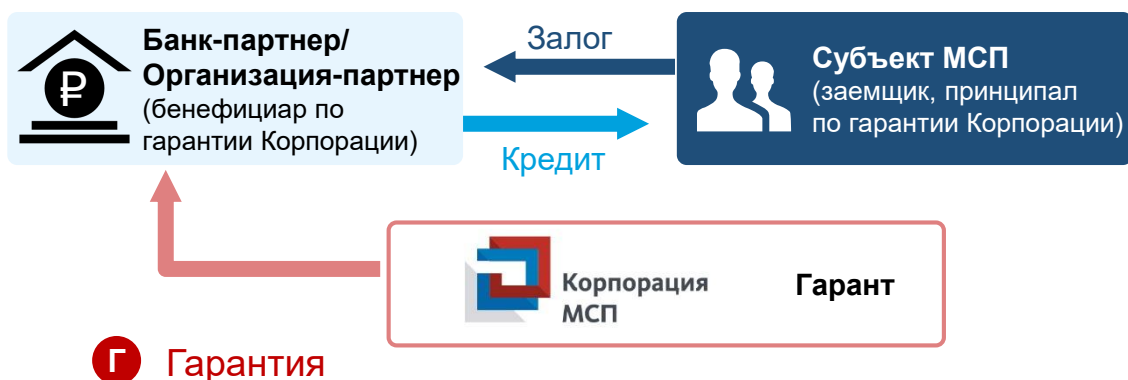 Банк-партнер/
Организация-партнер
(бенефициар по
гарантии Корпорации)
Залог
Кредит
Субъект МСП
(заемщик, принципал
по гарантии Корпорации)
Корпорация
МСП
Гарант
Г Гарантия